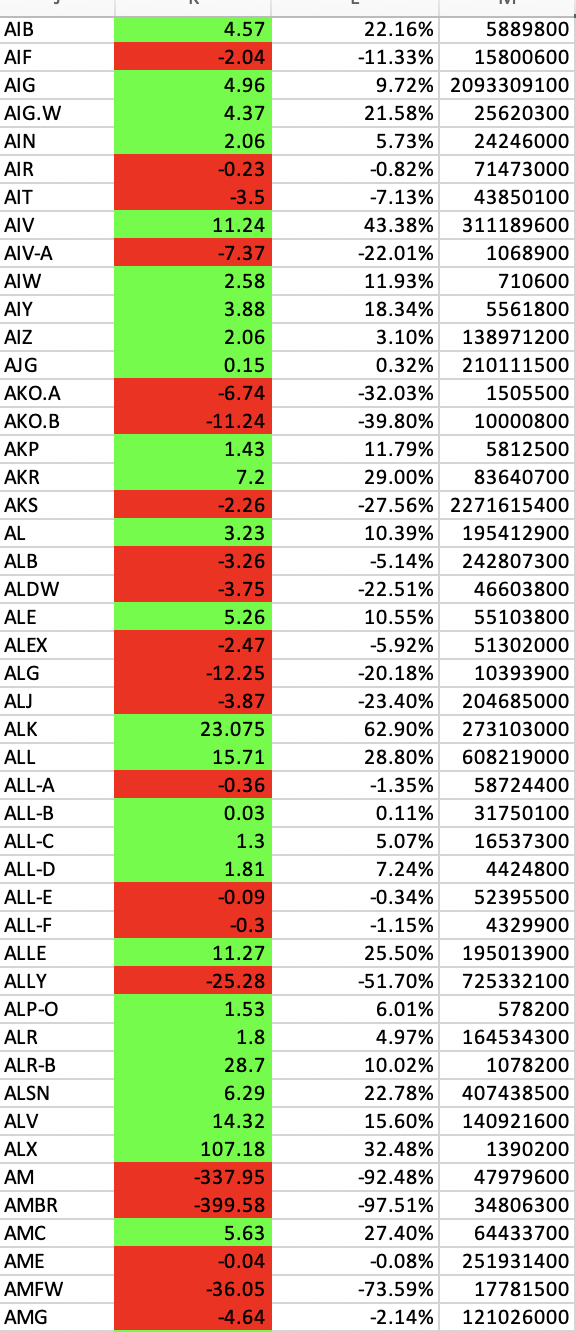 AIB 4.57 22.16% 5889800
AIF -2.04 -11.33% 15800600
AIG 4.96 9.72% 2093309100
AIG.W 4.37 21.58% 25620300
AIN 2.06 5.73% 24246000
AIR -0.23 -0.82% 71473000
AIT -3.5 -7.13% 43850100
AIV 11.24 43.38% 311189600
AIV-A -7.37 -22.01% 1068900
AIW 2.58 11.93% 710600
AIY 3.88 18.34% 5561800
AIZ 2.06 3.10% 138971200
AJG 0.15 0.32% 210111500
AKO.A -6.74 -32.03% 1505500
AKO.B -11.24 -39.80% 10000800
AKP 1.43 11.79% 5812500
AKR 7.2 29.00% 83640700
AKS -2.26 -27.56% 2271615400
AL 3.23 10.39% 195412900
ALB -3.26 -5.14% 242807300
ALDW -3.75 -22.51% 46603800
ALE 5.26 10.55% 55103800
ALEX -2.47 -5.92% 51302000
ALG -12.25 -20.18% 10393900
ALJ -3.87 -23.40% 204685000
ALK 23.075 62.90% 273103000
ALL 15.71 28.80% 608219000
ALL-A -0.36 -1.35% 58724400
ALL-B 0.03 0.11% 31750100
ALL-C 1.3 5.07% 16537300
ALL-D 1.81 7.24% 4424800
ALL-E -0.09 -0.34% 52395500
ALL-F -0.3 -1.15% 4329900
ALLE 11.27 25.50% 195013900
ALLY -25.28 -51.70% 725332100
ALP-O 1.53 6.01% 578200
ALR 1.8 4.97% 164534300
ALR-B 28.7 10.02% 1078200
ALSN 6.29 22.78% 407438500
ALV 14.32 15.60% 140921600
ALX 107.18 32.48% 1390200
AM -337.95 -92.48% 47979600
AMBR -399.58 -97.51% 34806300
AMC 5.63 27.40% 64433700
AME -0.04 -0.08% 251931400
AMFW -36.05 -73.59% 17781500
AMG -4.64 -2.14% 121026000